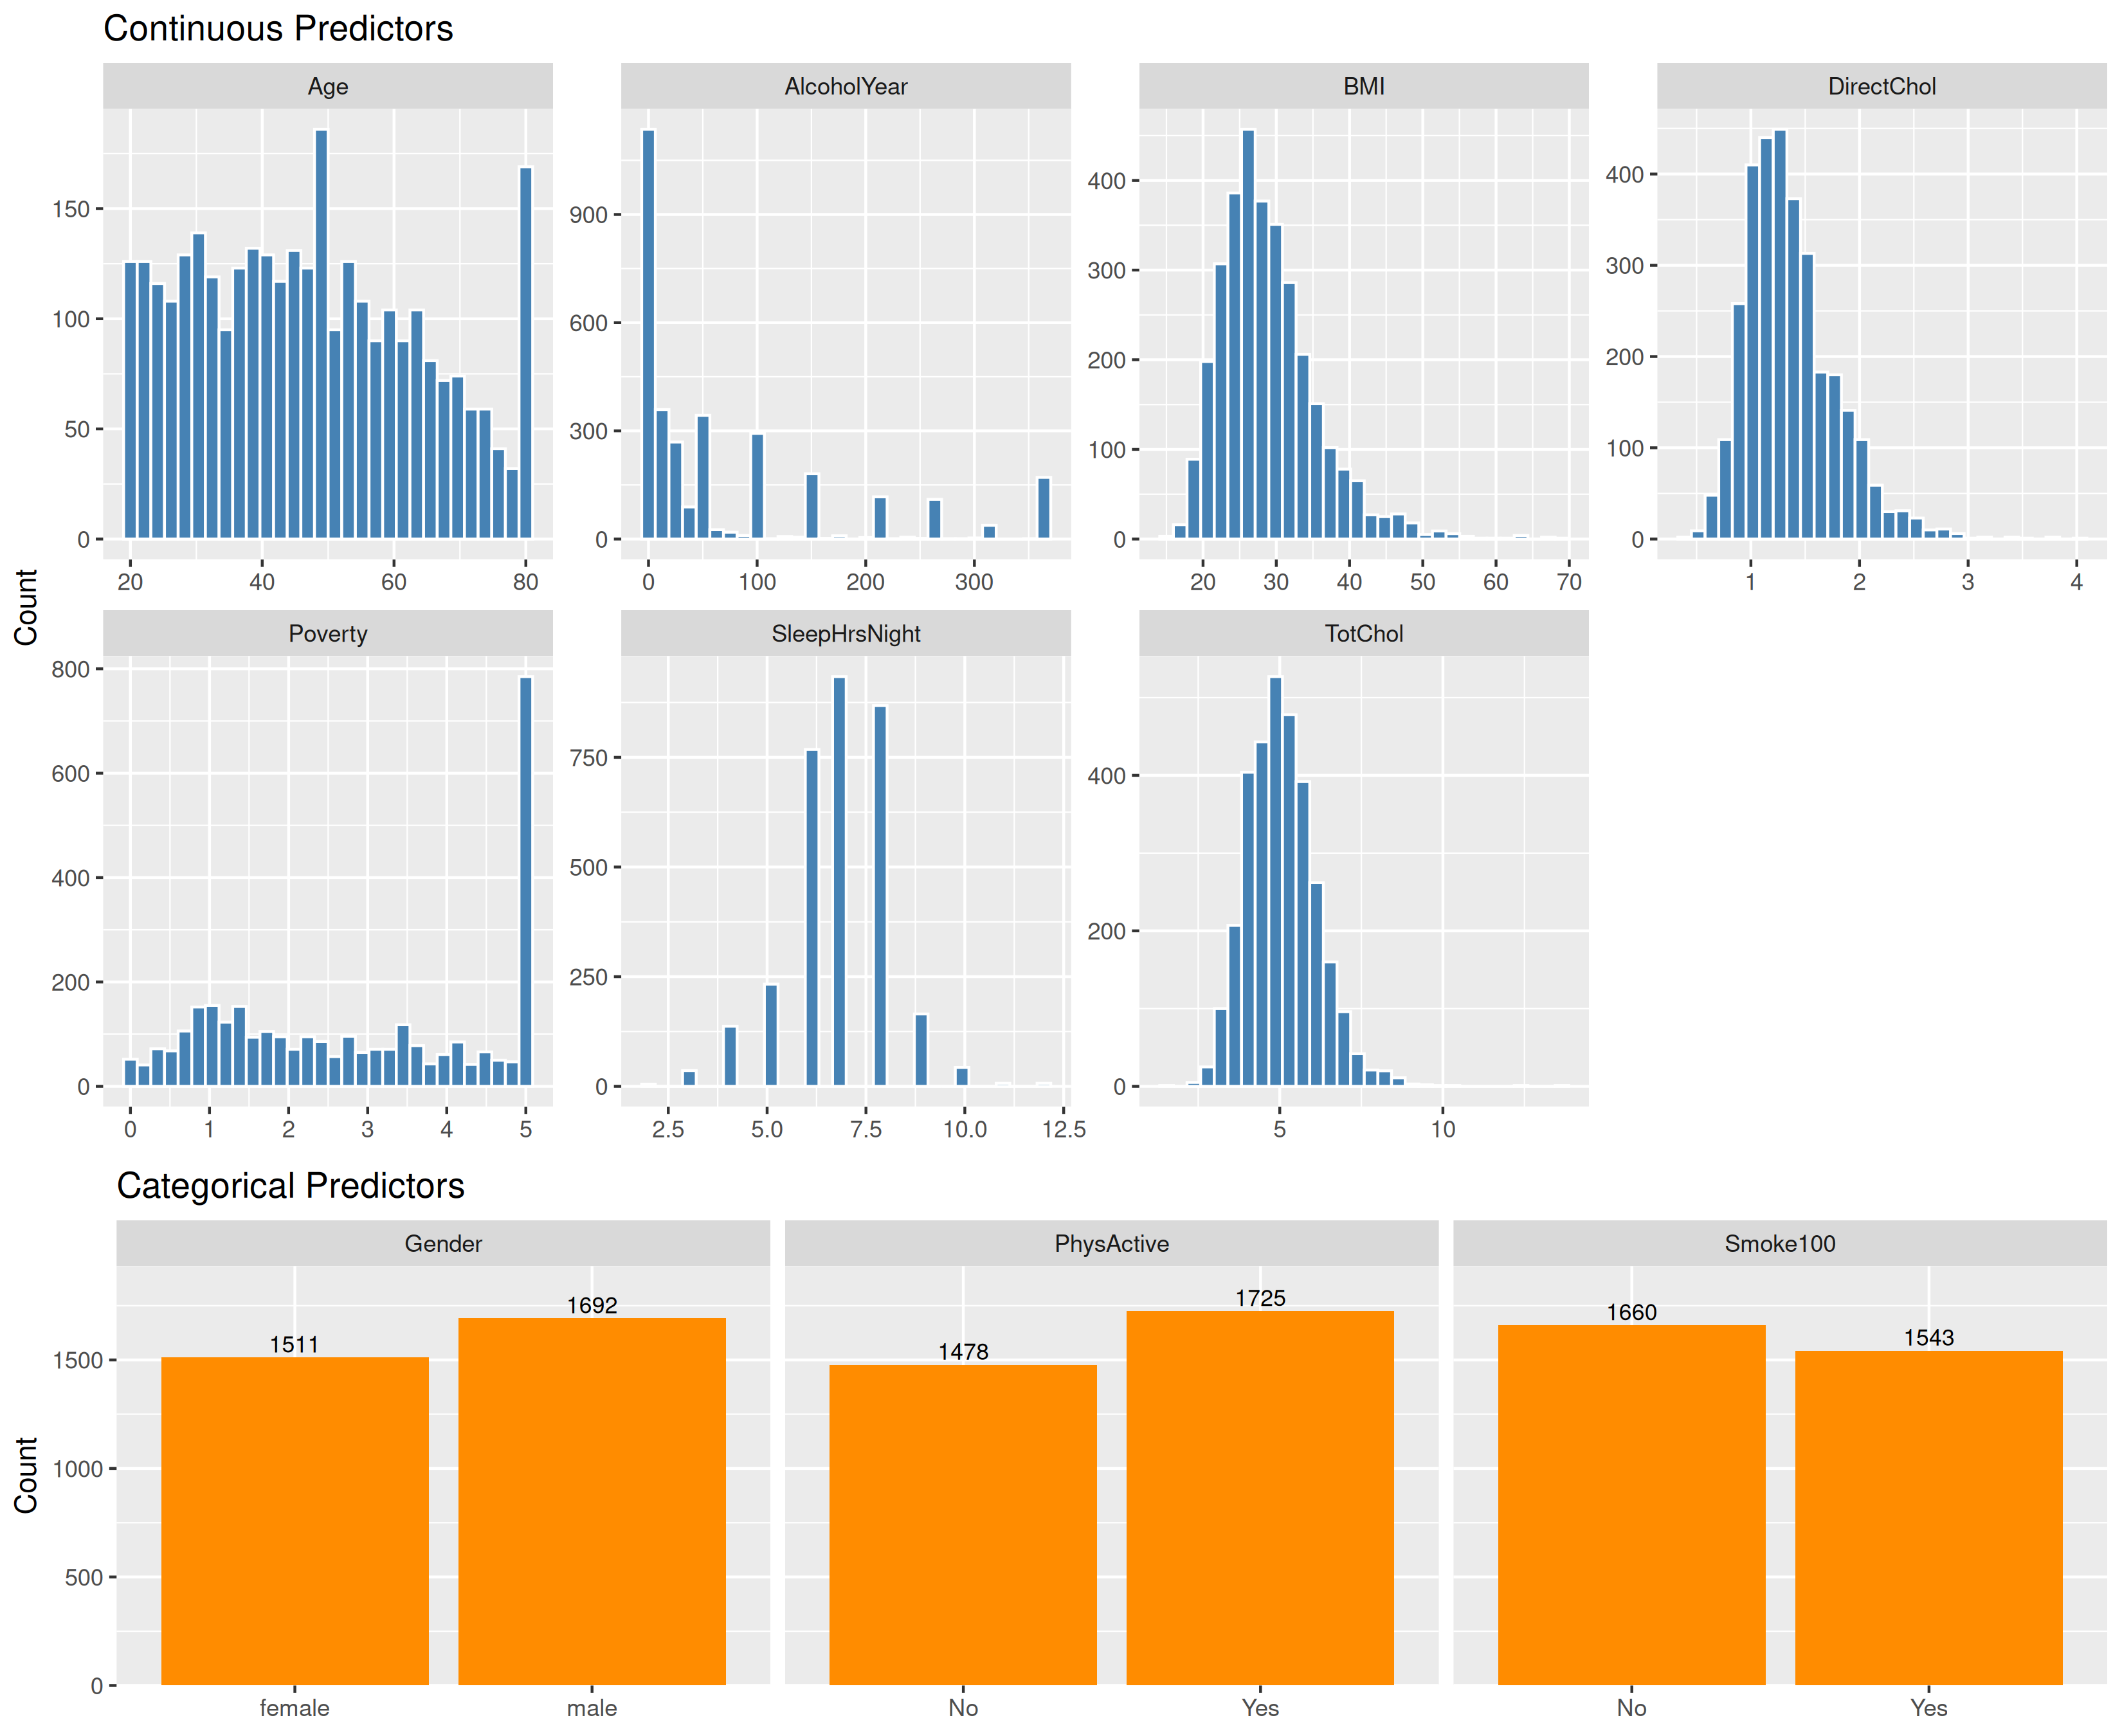 Continuous Predictors
Age
AlcoholYear
BMI
DirectChol
150
100
50
0
20 40 60 80
900
600
300
0
0 100 200 300
400
300
200
100
0
20 30 40 50 60 70
400
300
200
100
0
1 2 3 4
Count
Poverty
SleepHrsNight
TotChol
800
600
400
200
0
0 1 2 3 4 5
750
500
250
0
2.5 5.0 7.5 10.0 12.5
400
200
0
5 10
Categorical Predictors
Gender
PhysActive
Smoke100
1511
1692
1478
1725
1660
1543
1500
1000
500
0
Count
female male
No Yes
No Yes